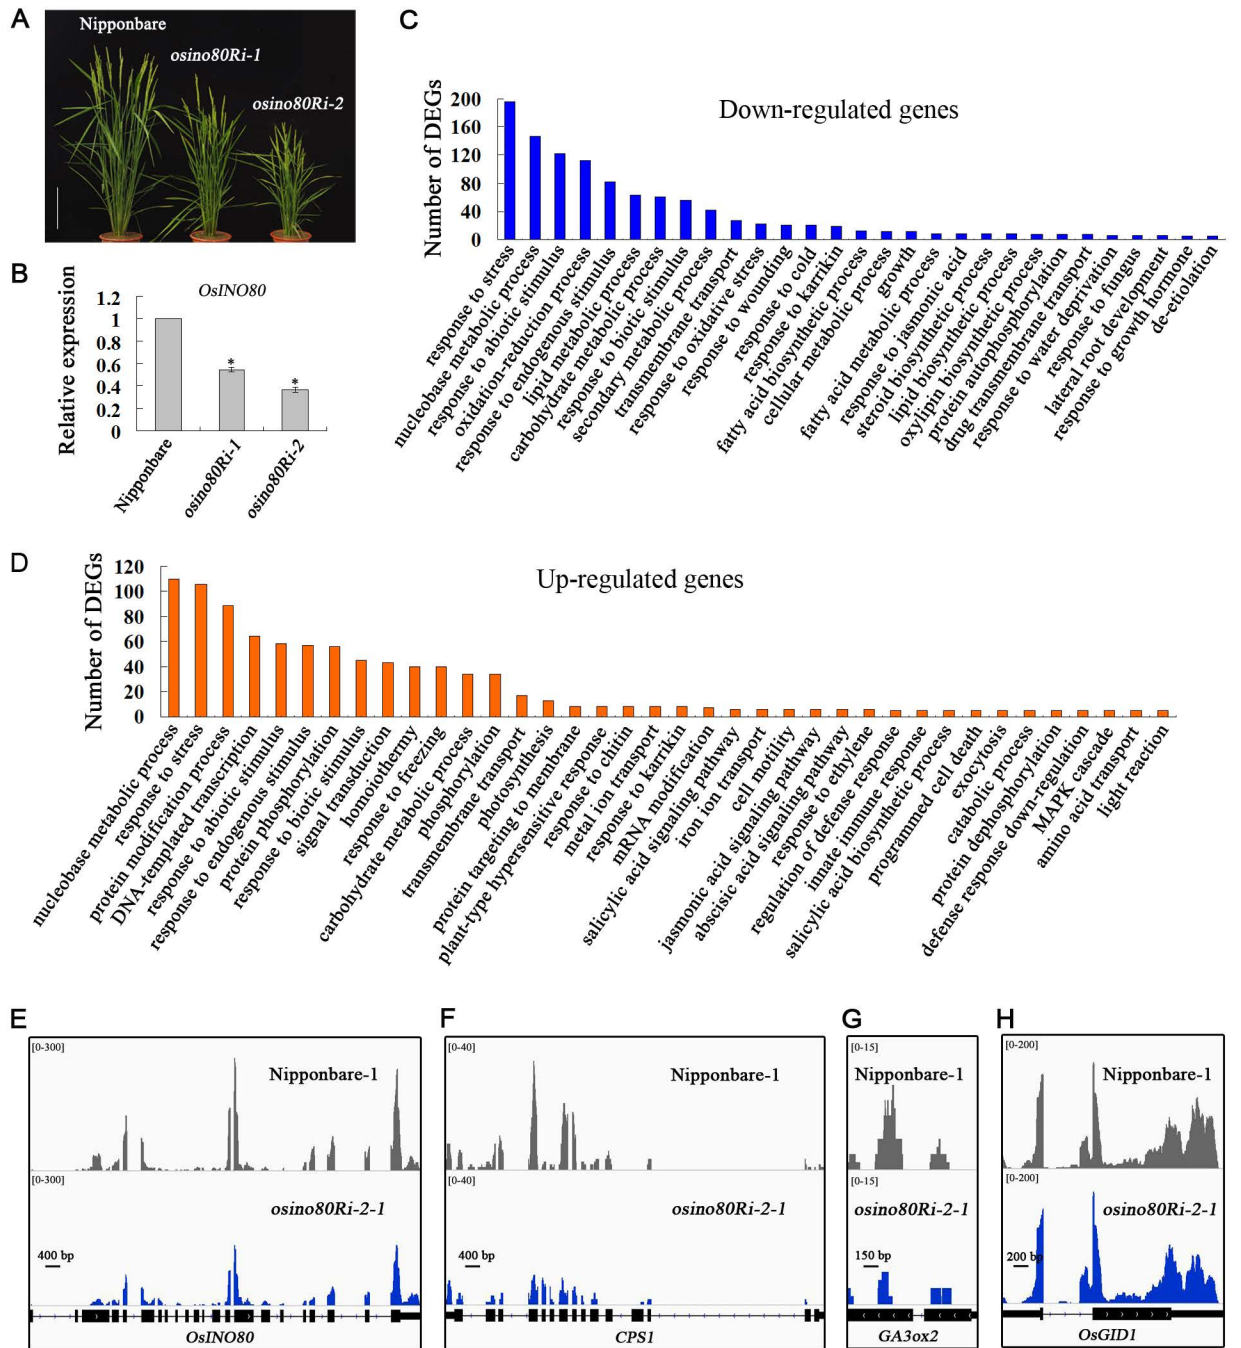 A
Nipponbare
osino80Ri-1
osino80Ri-2
B
OsINO80
Relative expression
1.2
1
0.8
0.6
0.4
0.2
0
*
*
Nipponbare
osino80Ri-1
osino80Ri-2
C
Down-regulated genes
Number of DEGs
200
160
120
80
40
0
response to stress
nucleobase metabolic process
response to abiotic stimulus
oxidation-reduction process
response to endogenous stimulus
lipid metabolic process
carbohydrate metabolic process
response to biotic stimulus
secondary metabolic process
transmembrane transport
response to oxidative stress
response to wounding
response to cold
response to karrikin
fatty acid biosynthetic process
cellular metabolic process
growth
fatty acid metabolic process
response to jasmonic acid
steroid biosynthetic process
lipid biosynthetic process
oxylipin biosynthetic process
protein autophosphorylation
drug transmembrane transport
response to water deprivation
response to fungus
lateral root development
response to growth hormone
de-etiolation
D
Up-regulated genes
Number of DEGs
120
100
80
60
40
20
0
nucleobase metabolic process
response to stress
protein modification process
DNA-templated transcription
response to abiotic stimulus
response to endogenous stimulus
protein phosphorylation
response to biotic stimulus
signal transduction
homoiothermy
response to freezing
carbohydrate metabolic process
phosphorylation
transmembrane transport
photosynthesis
protein targeting to membrane
plant-type hypersensitive response
response to chitin
metal ion transport
response to karrikin
mRNA modification
salicylic acid signaling pathway
iron ion transport
cell motility
jasmonic acid signaling pathway
abscisic acid signaling pathway
response to ethylene
regulation of defense response
innate immune response
salicylic acid biosynthetic process
programmed cell death
exocytosis
catabolic process
protein dephosphorylation
defense response down-regulation
MAPK cascade
amino acid transport
light reaction
E
[0-300]
Nipponbare-1
[0-300]
osino80Ri-2-1
400 bp
OsINO80
F
[0-40]
Nipponbare-1
[0-40]
osino80Ri-2-1
400 bp
CPS1
G
[0-15]
Nipponbare-1
[0-15]
osino80Ri-2-1
150 bp
GA3ox2
H
[0-200]
Nipponbare-1
[0-200]
osino80Ri-2-1
200 bp
OsGID1